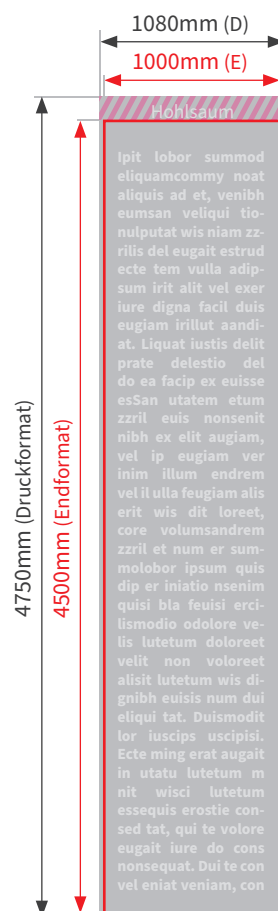 1080mm (D)
1000mm (E)
Hohlsaum
4750mm (Druckformat)
4500mm (Endformat)
Ipit lobor summod
eliquamcommy noat
aliquis ad et, venibh
eumsan veliqui tio-
nulputat wis niam zz-
rilis del eugait estrud
ecte tem vulla adip-
sum irit alit vel exer
iure digna facil duis
eugiam irillut aandi-
at. Liquat iustis delit
prate delestio del
do ea facip ex euisse
esSan utatem etum
zzril euis nonsenit
nibh ex elit augiam,
vel ip eugiam ver
inim illum endrem
vel il ulla feugiam alis
erit wis dit loreet,
core volumsandrem
zzril et num er sum-
molobor ipsum quis
dip er iniatio nsenim
quisi bla feuisi erci-
lismodio odolore ve-
lis lutetum doloreet
velit non voloreet
alisit lutetum wis di-
gnibh euisis num dui
eliqui tat. Duismodit
lor iuscips uscipisi.
Ecte ming erat augait
in utatu lutetum m
nit wisci lutetum
essequis erostie con-
sed tat, qui te volore
eugait iure do cons
nonsequat. Dui te con
vel eniat veniam, con